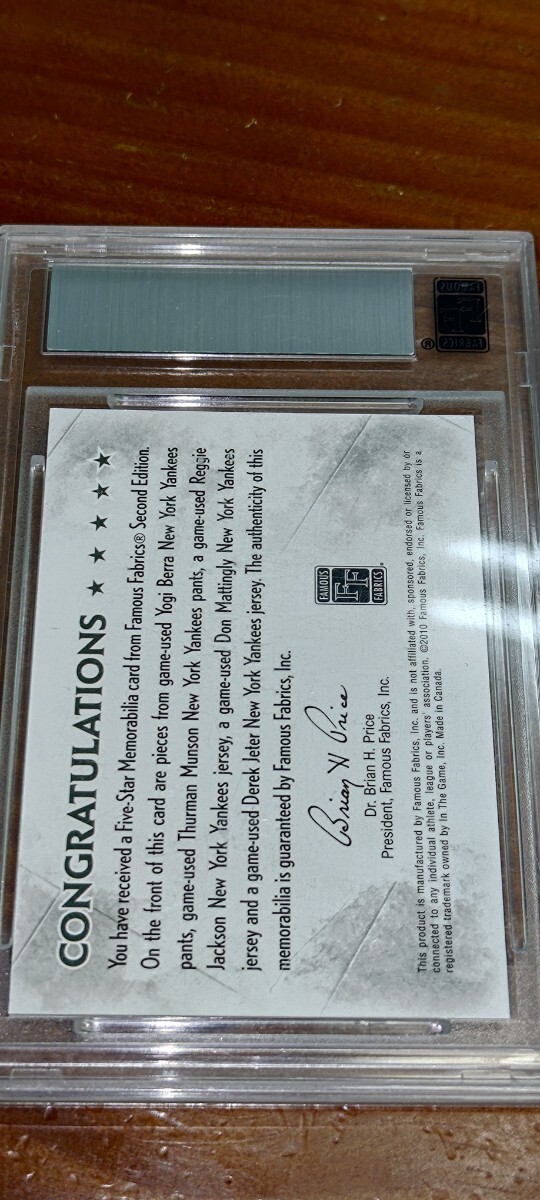 CONGRATULATIONS ★ ★ ★ ★ ★
You have received a Five-Star Memorabilia card from Famous Fabrics® Second Edition.
On the front of this card are pieces from game-used Yogi Berra New York Yankees
pants, game-used Thurman Munson New York Yankees pants, a game-used Reggie
Jackson New York Yankees jersey, a game-used Don Mattingly New York Yankees
jersey and a game-used Derek Jeter New York Yankees jersey. The authenticity of this
memorabilia is guaranteed by Famous Fabrics, Inc.
Brian H Price
Dr. Brian H. Price
President, Famous Fabrics, Inc.
FAMOUS
FF
FABRICS
This product is manufactured by Famous Fabrics, Inc. and is not affiliated with, sponsored, endorsed or licensed by or
connected to any individual athlete, league or players' association. ©2010 Famous Fabrics, Inc. Famous Fabrics is a
registered trademark owned by In The Game, Inc. Made in Canada.
FAMOUS
FF
FABRICS
®